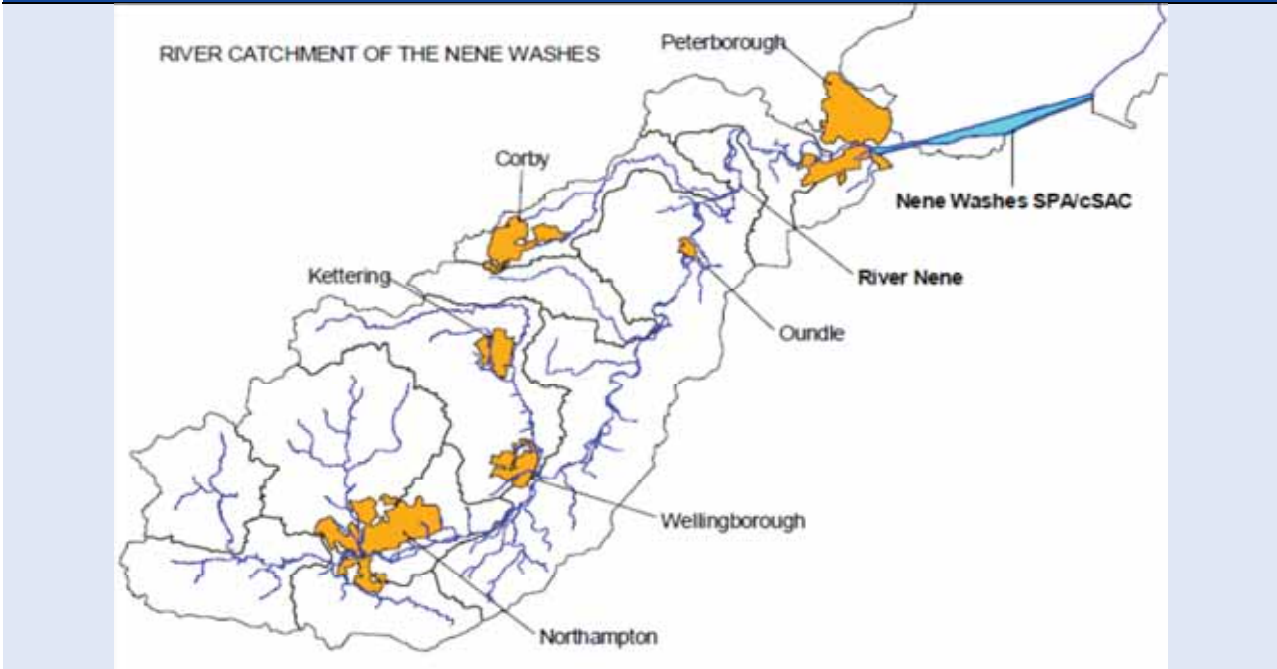 RIVER CATCHMENT OF THE NENE WASHES
Peterborough
Corby
Nene Washes SPA/cSAC
Kettering
River Nene
Oundle
Wellingborough
Northampton